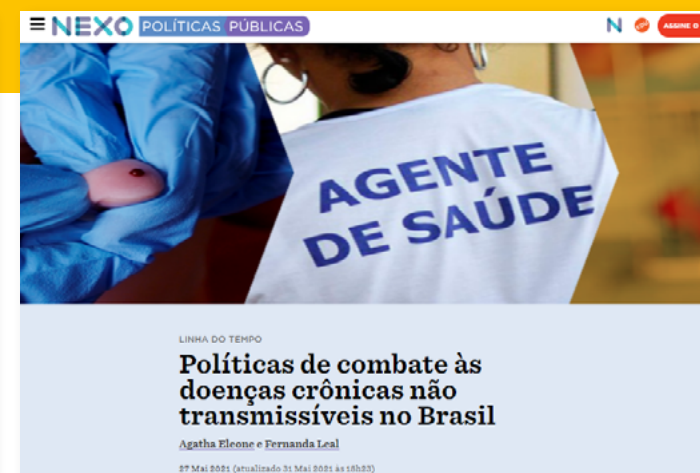 NEXO POLÍTICAS PÚBLICAS
N
ASSINE O
AGENTE
DE SAÚDE
LINHA DO TEMPO
Políticas de combate às
doenças crônicas não
transmissíveis no Brasil
Agatha Eleone e Fernanda Leal
27 Mai 2021 (atualizado 31 Mai 2021 às 18h23)